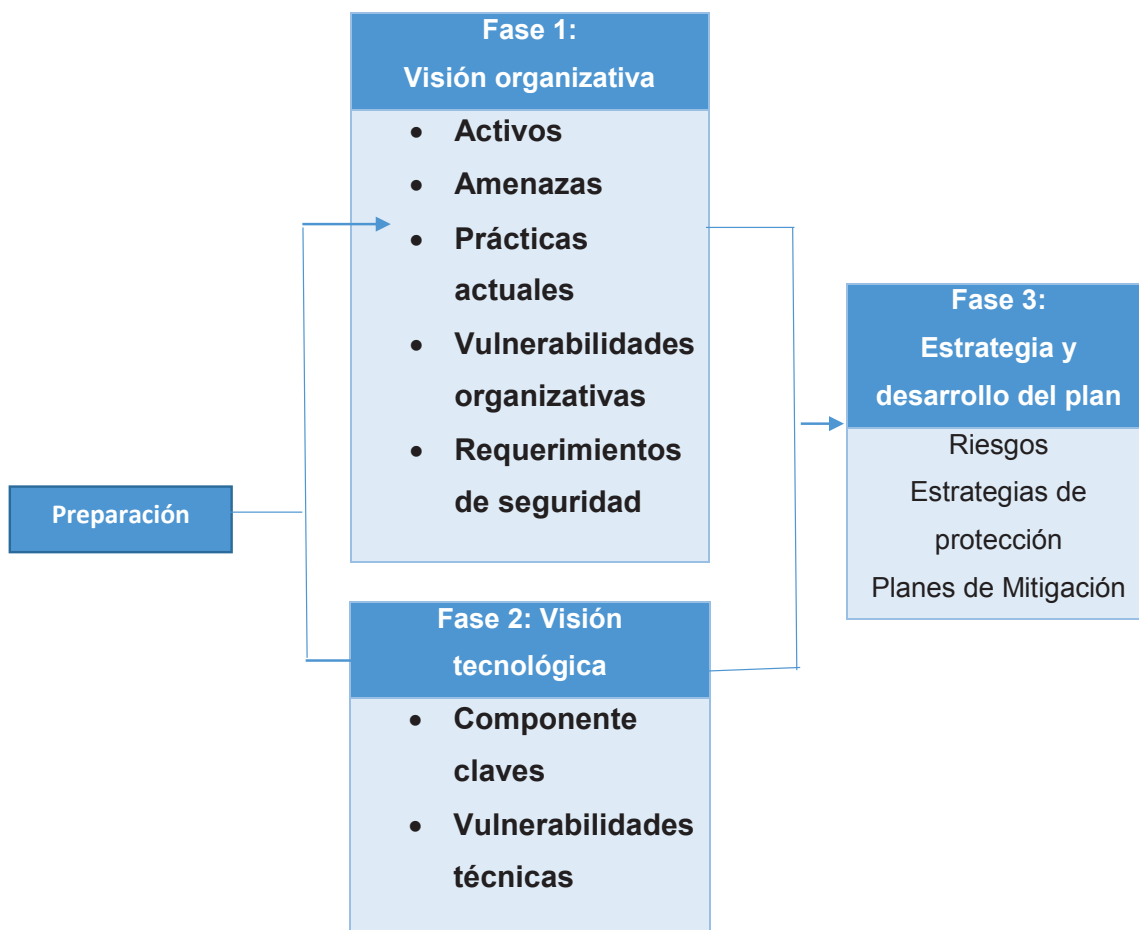 Preparación
Fase 1:
Visión organizativa
• Activos
• Amenazas
• Prácticas
actuales
• Vulnerabilidades
organizativas
• Requerimientos
de seguridad
Fase 2: Visión
tecnológica
• Componente
claves
• Vulnerabilidades
técnicas
Fase 3:
Estrategia y
desarrollo del plan
Riesgos
Estrategias de
protección
Planes de Mitigación